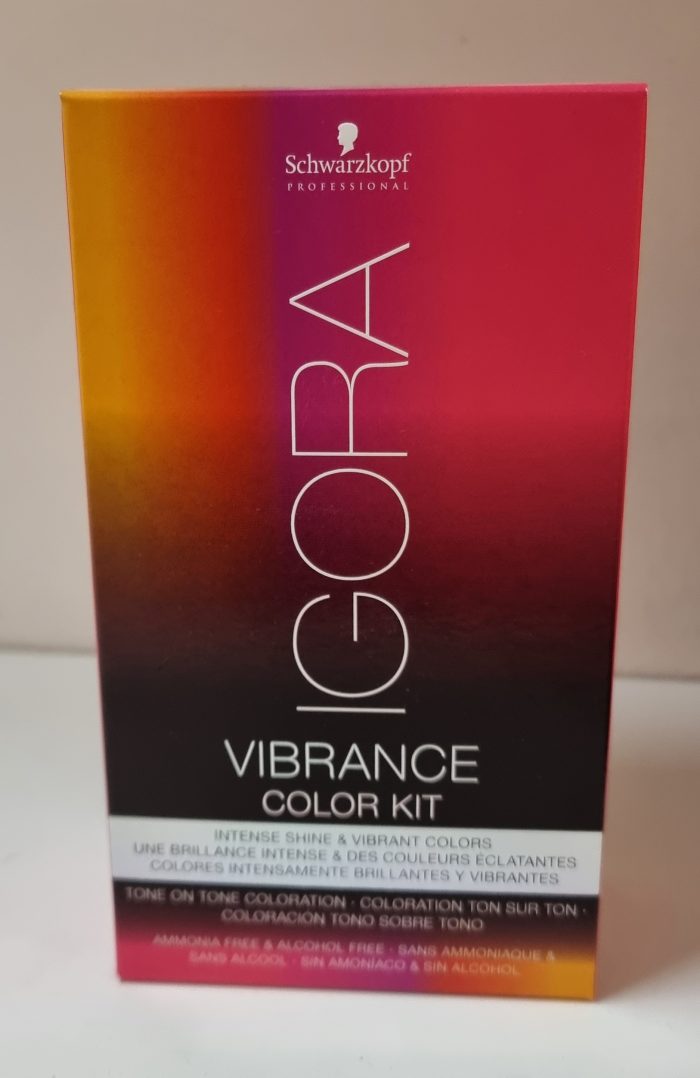 Schwarzkopf
PROFESSIONAL
IGORA
VIBRANCE
COLOR KIT
INTENSE SHINE & VIBRANT COLORS
UNE BRILLANCE INTENSE & DES COULEURS ÉCLATANTES
COLORES INTENSAMENTE BRILLANTES Y VIBRANTES
TONE ON TONE COLORATION · COLORATION TON SUR TON ·
COLORACIÓN TONO SOBRE TONO
AMMONIA FREE & ALCOHOL FREE · SANS AMMONIAQUE &
SANS ALCOOL · SIN AMONÍACO & SIN ALCOHOL